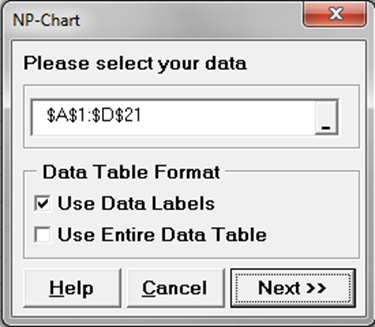 NP-Chart
Please select your data
$A$1:$D$21
Data Table Format
Use Data Labels
Use Entire Data Table
Help Cancel Next >>